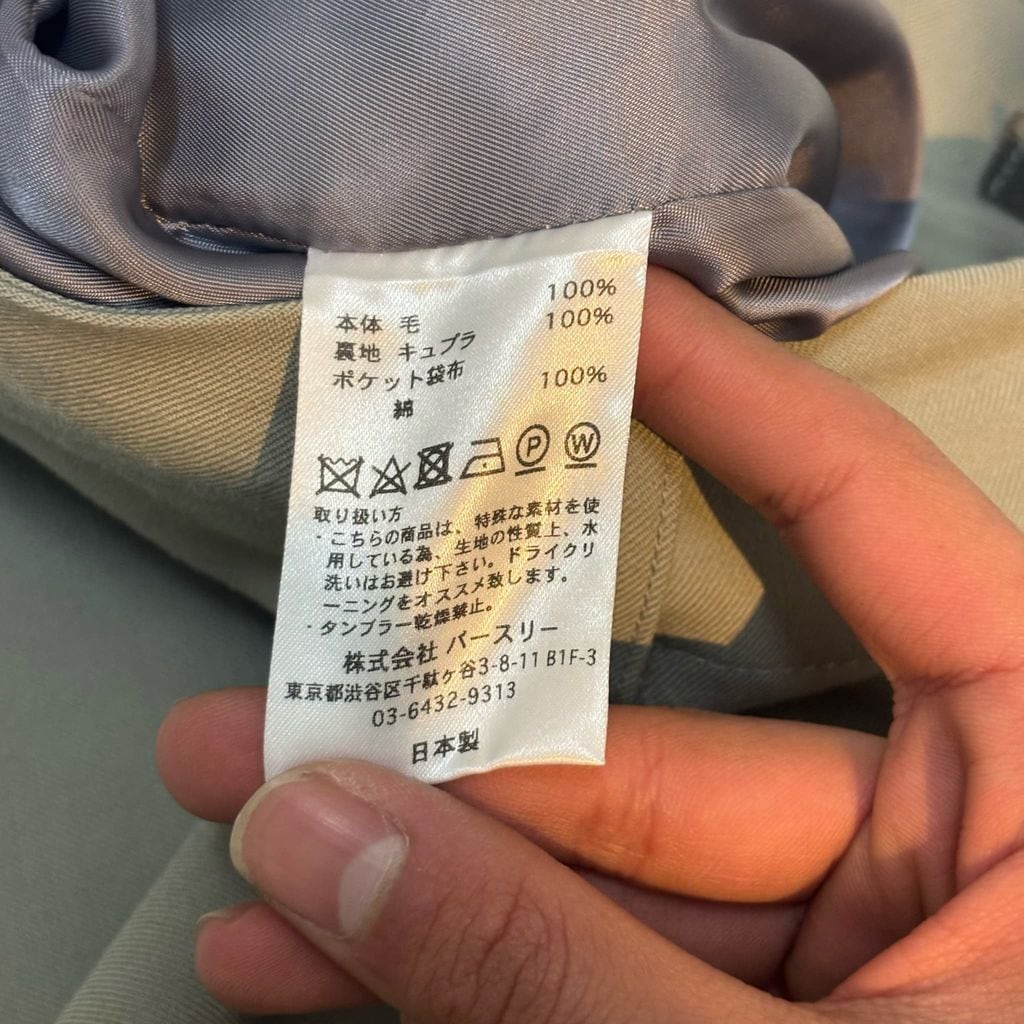 100%
本体 毛 100%
裏地 キュプラ
ポケット袋布 100%
綿
P W
取り扱い方
・こちらの商品は、特殊な素材を使
用している為、生地の性質上、水
洗いはお避け下さい。ドライクリ
ーニングをオススメ致します。
・タンブラー乾燥禁止。
株式会社 バースリー
東京都渋谷区千駄ヶ谷3-8-11 B1F-3
03-6432-9313
日本製